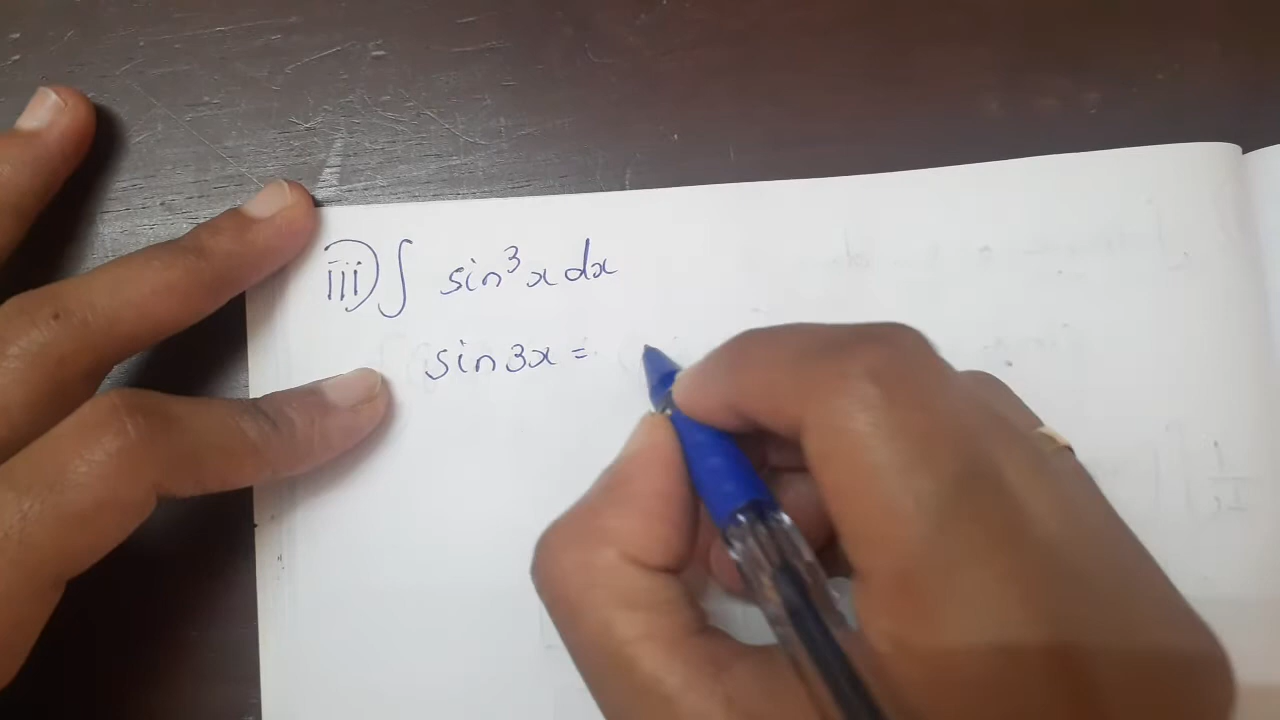 iii) ∫ sin³x dx
sin3x =